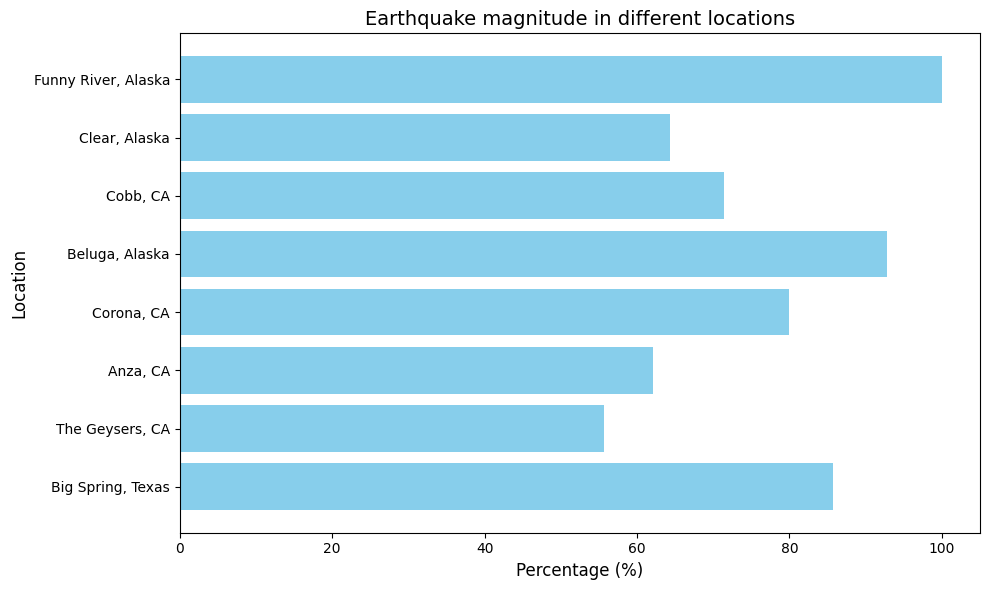 Earthquake magnitude in different locations
Location
Funny River, Alaska
Clear, Alaska
Cobb, CA
Beluga, Alaska
Corona, CA
Anza, CA
The Geysers, CA
Big Spring, Texas
0 20 40 60 80 100
Percentage (%)